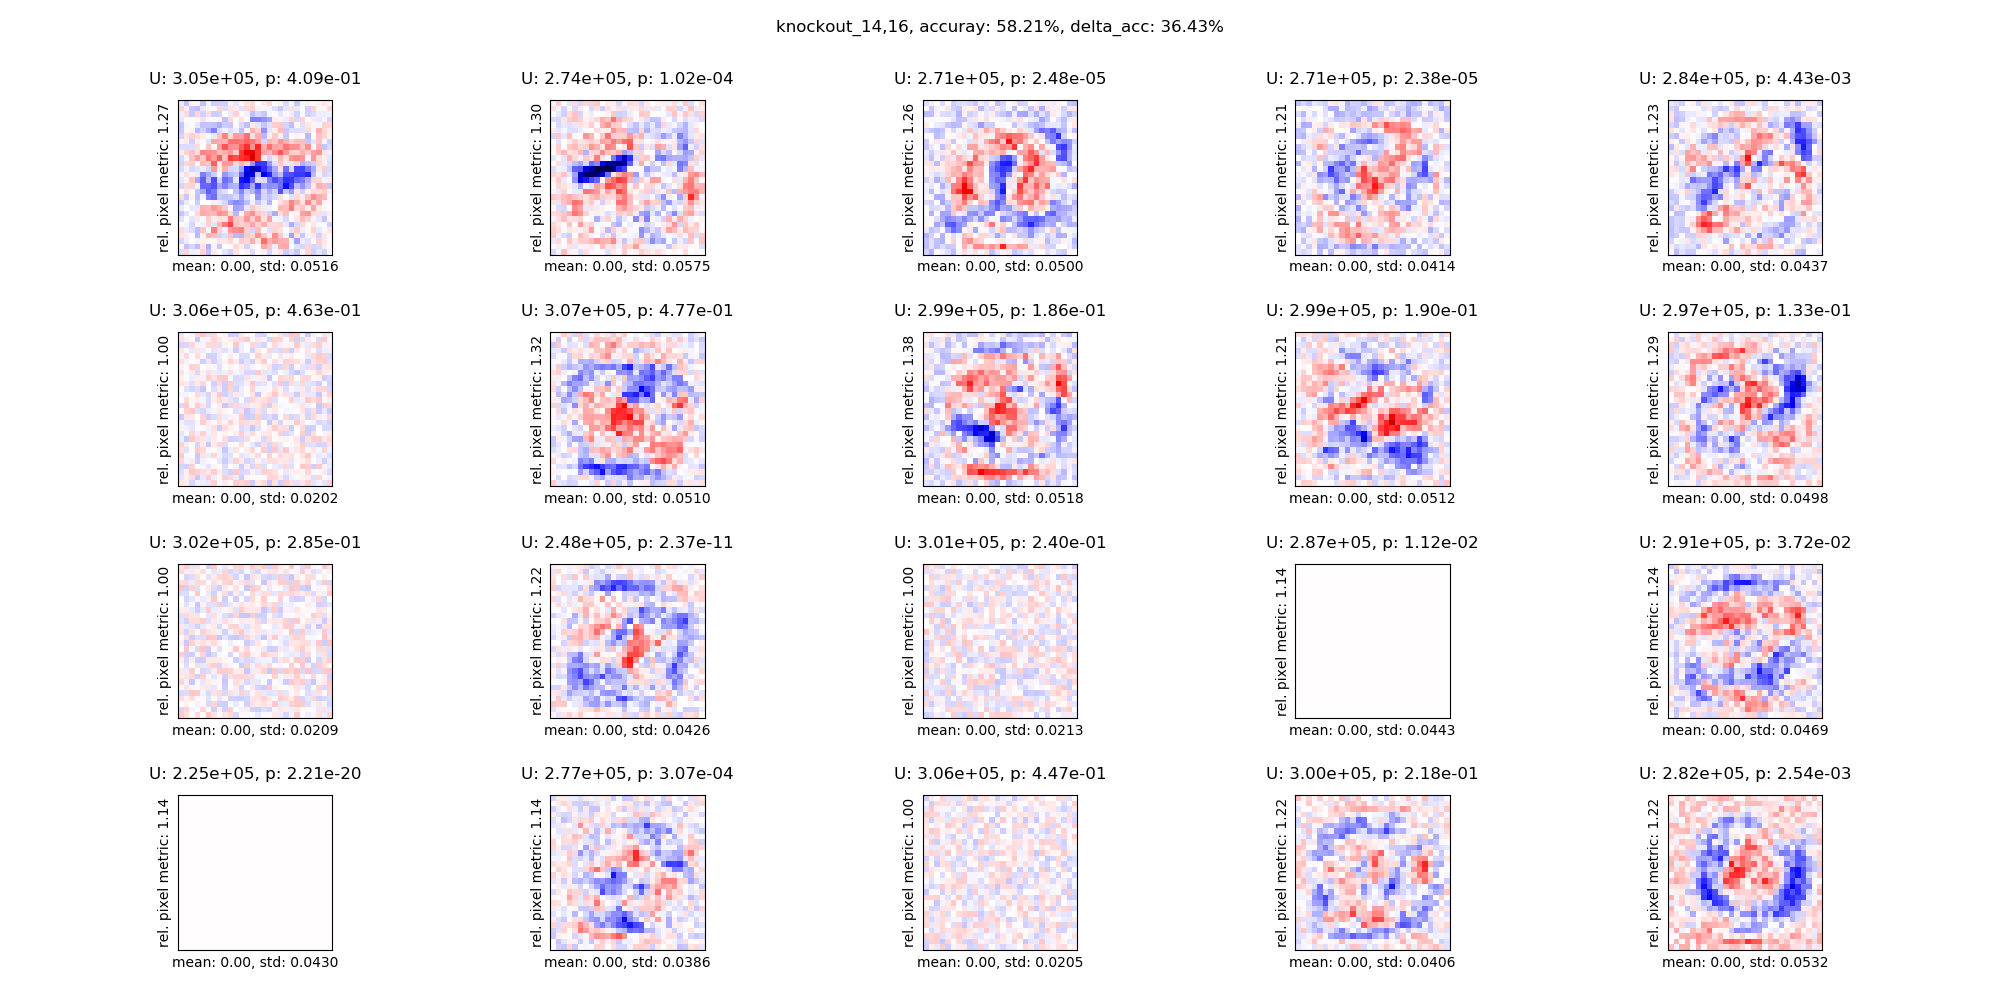 knockout_14,16, accuray: 58.21%, delta_acc: 36.43%
U: 3.05e+05, p: 4.09e-01
rel. pixel metric: 1.27
mean: 0.00, std: 0.0516
U: 2.74e+05, p: 1.02e-04
rel. pixel metric: 1.30
mean: 0.00, std: 0.0575
U: 2.71e+05, p: 2.48e-05
rel. pixel metric: 1.26
mean: 0.00, std: 0.0500
U: 2.71e+05, p: 2.38e-05
rel. pixel metric: 1.21
mean: 0.00, std: 0.0414
U: 2.84e+05, p: 4.43e-03
rel. pixel metric: 1.23
mean: 0.00, std: 0.0437
U: 3.06e+05, p: 4.63e-01
rel. pixel metric: 1.00
mean: 0.00, std: 0.0202
U: 3.07e+05, p: 4.77e-01
rel. pixel metric: 1.32
mean: 0.00, std: 0.0510
U: 2.99e+05, p: 1.86e-01
rel. pixel metric: 1.38
mean: 0.00, std: 0.0518
U: 2.99e+05, p: 1.90e-01
rel. pixel metric: 1.21
mean: 0.00, std: 0.0512
U: 2.97e+05, p: 1.33e-01
rel. pixel metric: 1.29
mean: 0.00, std: 0.0498
U: 3.02e+05, p: 2.85e-01
rel. pixel metric: 1.00
mean: 0.00, std: 0.0209
U: 2.48e+05, p: 2.37e-11
rel. pixel metric: 1.22
mean: 0.00, std: 0.0426
U: 3.01e+05, p: 2.40e-01
rel. pixel metric: 1.00
mean: 0.00, std: 0.0213
U: 2.87e+05, p: 1.12e-02
rel. pixel metric: 1.14
mean: 0.00, std: 0.0443
U: 2.91e+05, p: 3.72e-02
rel. pixel metric: 1.24
mean: 0.00, std: 0.0469
U: 2.25e+05, p: 2.21e-20
rel. pixel metric: 1.14
mean: 0.00, std: 0.0430
U: 2.77e+05, p: 3.07e-04
rel. pixel metric: 1.14
mean: 0.00, std: 0.0386
U: 3.06e+05, p: 4.47e-01
rel. pixel metric: 1.00
mean: 0.00, std: 0.0205
U: 3.00e+05, p: 2.18e-01
rel. pixel metric: 1.22
mean: 0.00, std: 0.0406
U: 2.82e+05, p: 2.54e-03
rel. pixel metric: 1.22
mean: 0.00, std: 0.0532